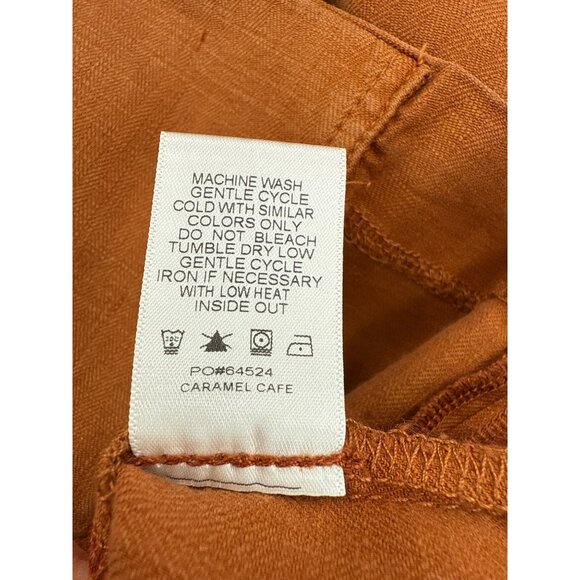 MACHINE WASH
GENTLE CYCLE
COLD WITH SIMILAR
COLORS ONLY
DO NOT BLEACH
TUMBLE DRY LOW
GENTLE CYCLE
IRON IF NECESSARY
WITH LOW HEAT
INSIDE OUT
PO#64524
CARAMEL CAFE